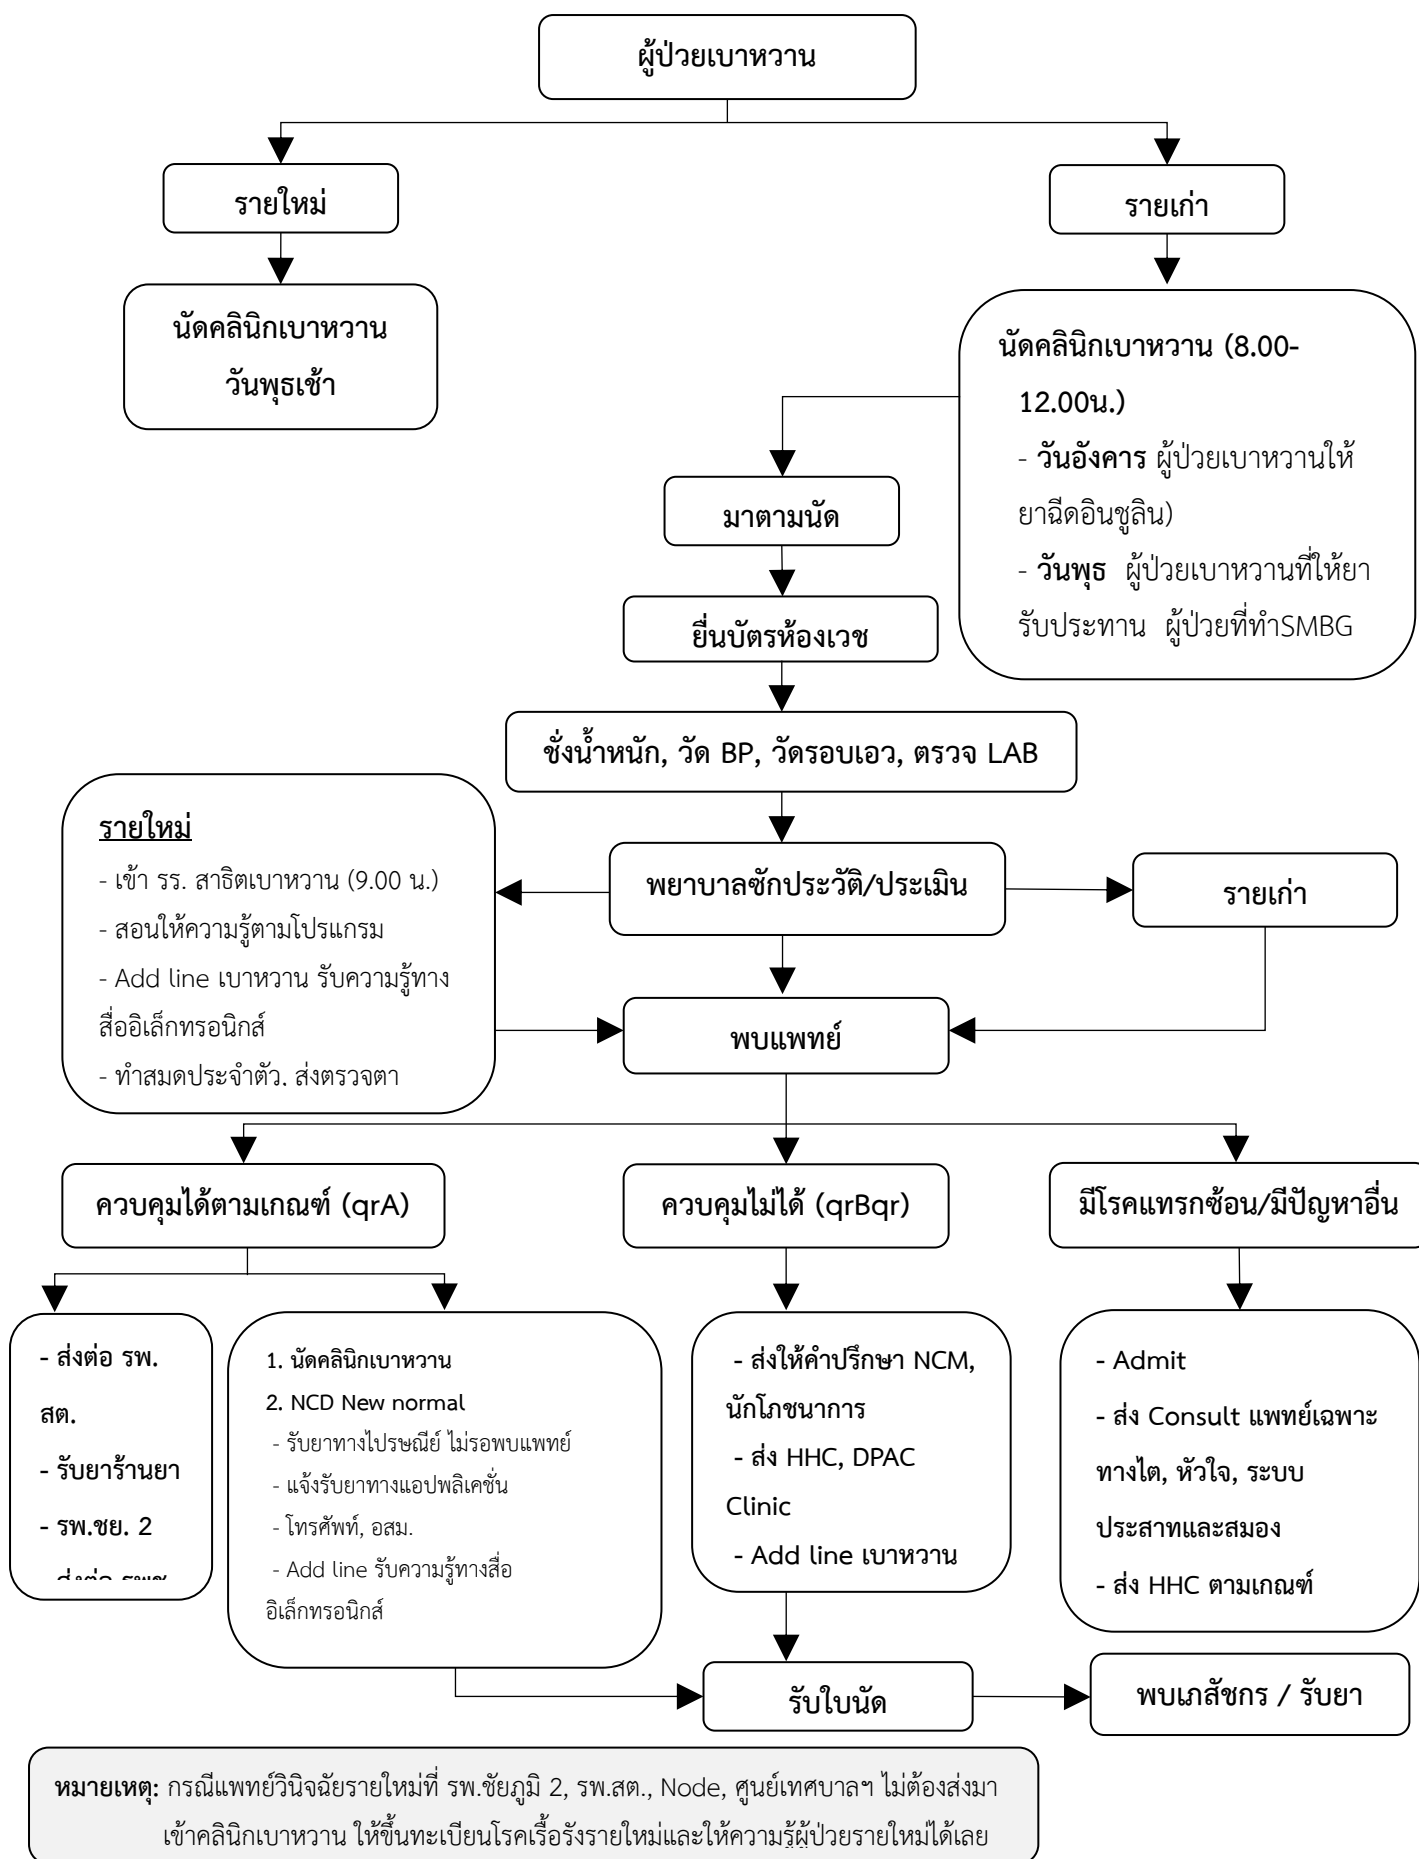 ผู้ป่วยเบาหวาน
รายใหม่
รายเก่า
นัดคลินิกเบาหวาน
วันพุธเช้า
นัดคลินิกเบาหวาน (8.00-
12.00น.)
- วันอังคาร ผู้ป่วยเบาหวานให้
ยาฉีดอินซูลิน)
- วันพุธ ผู้ป่วยเบาหวานที่ให้ยา
รับประทาน ผู้ป่วยที่ทำSMBG
มาตามนัด
ยื่นบัตรห้องเวช
ชั่งน้ำหนัก, วัด BP, วัดรอบเอว, ตรวจ LAB
รายใหม่
- เข้า รร. สาธิตเบาหวาน (9.00 น.)
- สอนให้ความรู้ตามโปรแกรม
- Add line เบาหวาน รับความรู้ทาง
สื่ออิเล็กทรอนิกส์
- ทำสมดประจำตัว. ส่งตรวจตา
พยาบาลซักประวัติ/ประเมิน
รายเก่า
พบแพทย์
ควบคุมได้ตามเกณฑ์ (qrA)
ควบคุมไม่ได้ (qrBqr)
มีโรคแทรกซ้อน/มีปัญหาอื่น
- ส่งต่อ รพ.
สต.
- รับยาร้านยา
- รพ.ชย. 2
1. นัดคลินิกเบาหวาน
2. NCD New normal
- รับยาทางไปรษณีย์ ไม่รอพบแพทย์
- แจ้งรับยาทางแอปพลิเคชั่น
- โทรศัพท์, อสม.
- Add line รับความรู้ทางสื่อ
อิเล็กทรอนิกส์
- ส่งให้คำปรึกษา NCM,
นักโภชนาการ
- ส่ง HHC, DPAC
Clinic
- Add line เบาหวาน
- Admit
- ส่ง Consult แพทย์เฉพาะ
ทางไต, หัวใจ, ระบบ
ประสาทและสมอง
- ส่ง HHC ตามเกณฑ์
รับใบนัด
พบเภสัชกร / รับยา
หมายเหตุ: กรณีแพทย์วินิจฉัยรายใหม่ที่ รพ.ชัยภูมิ 2, รพ.สต., Node, ศูนย์เทศบาลฯ ไม่ต้องส่งมา
เข้าคลินิกเบาหวาน ให้ขึ้นทะเบียนโรคเรื้อรังรายใหม่และให้ความรู้ผู้ป่วยรายใหม่ได้เลย